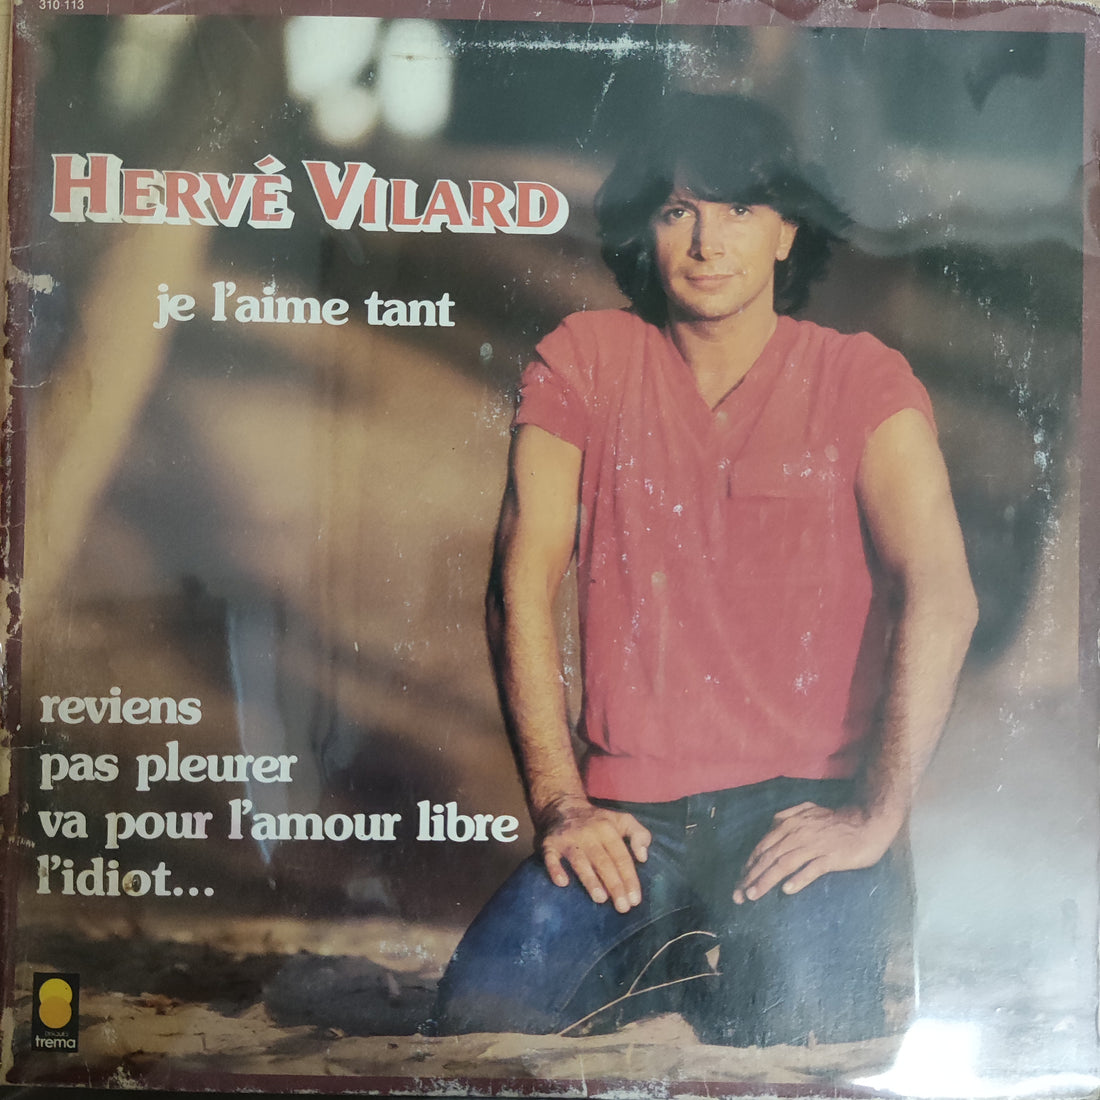 310 113
HERVÉ VILARD
je l'aime tant
reviens
pas pleurer
va pour l'amour libre
l'idiot...
DISQUES
trema